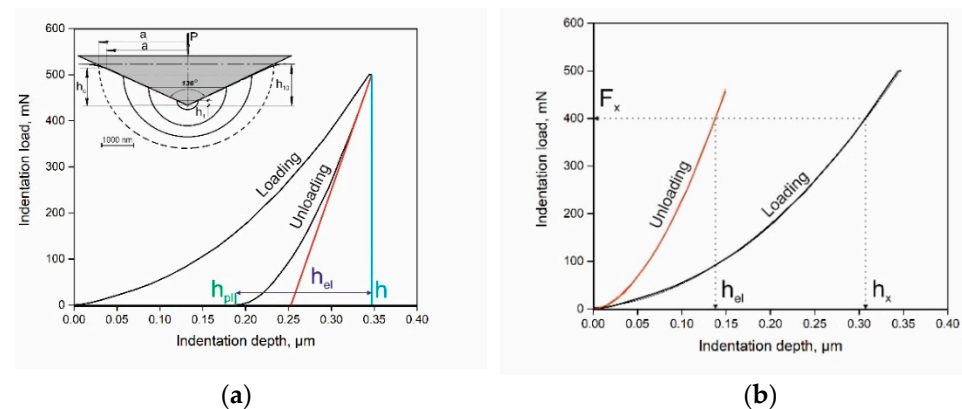 600
500
400
300
200
100
0
Indentation load, mN
0.00 0.05 0.10 0.15 0.20 0.25 0.30 0.35 0.40
Indentation depth, µm
a
a
P
136°
h₁
h₁₀
1000 nm
Loading
Unloading
hpl
hel
h
(a)
600
500
400
300
200
100
0
Indentation load, mN
0.00 0.05 0.10 0.15 0.20 0.25 0.30 0.35 0.40
Indentation depth, µm
Fx
Unloading
Loading
hel
hx
(b)